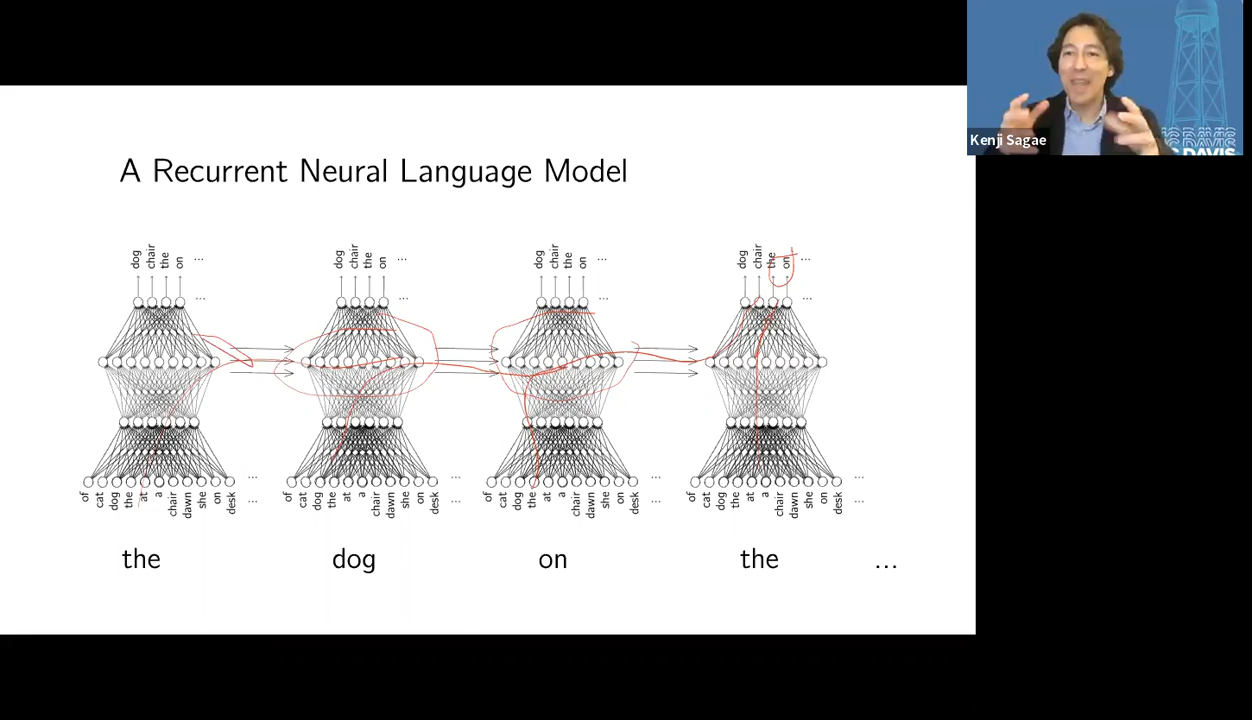 Kenji Sagae
DAVIS
A Recurrent Neural Language Model
dog chair the on ... dog chair the on ... dog chair the on ... dog chair the on ...
... ... ... ...
of cat dog the at a chair dawn she on desk ... of cat dog the at a chair dawn she on desk ... of cat dog the at a chair dawn she on desk ... of cat dog the at a chair dawn she on desk ...
the dog on the ...